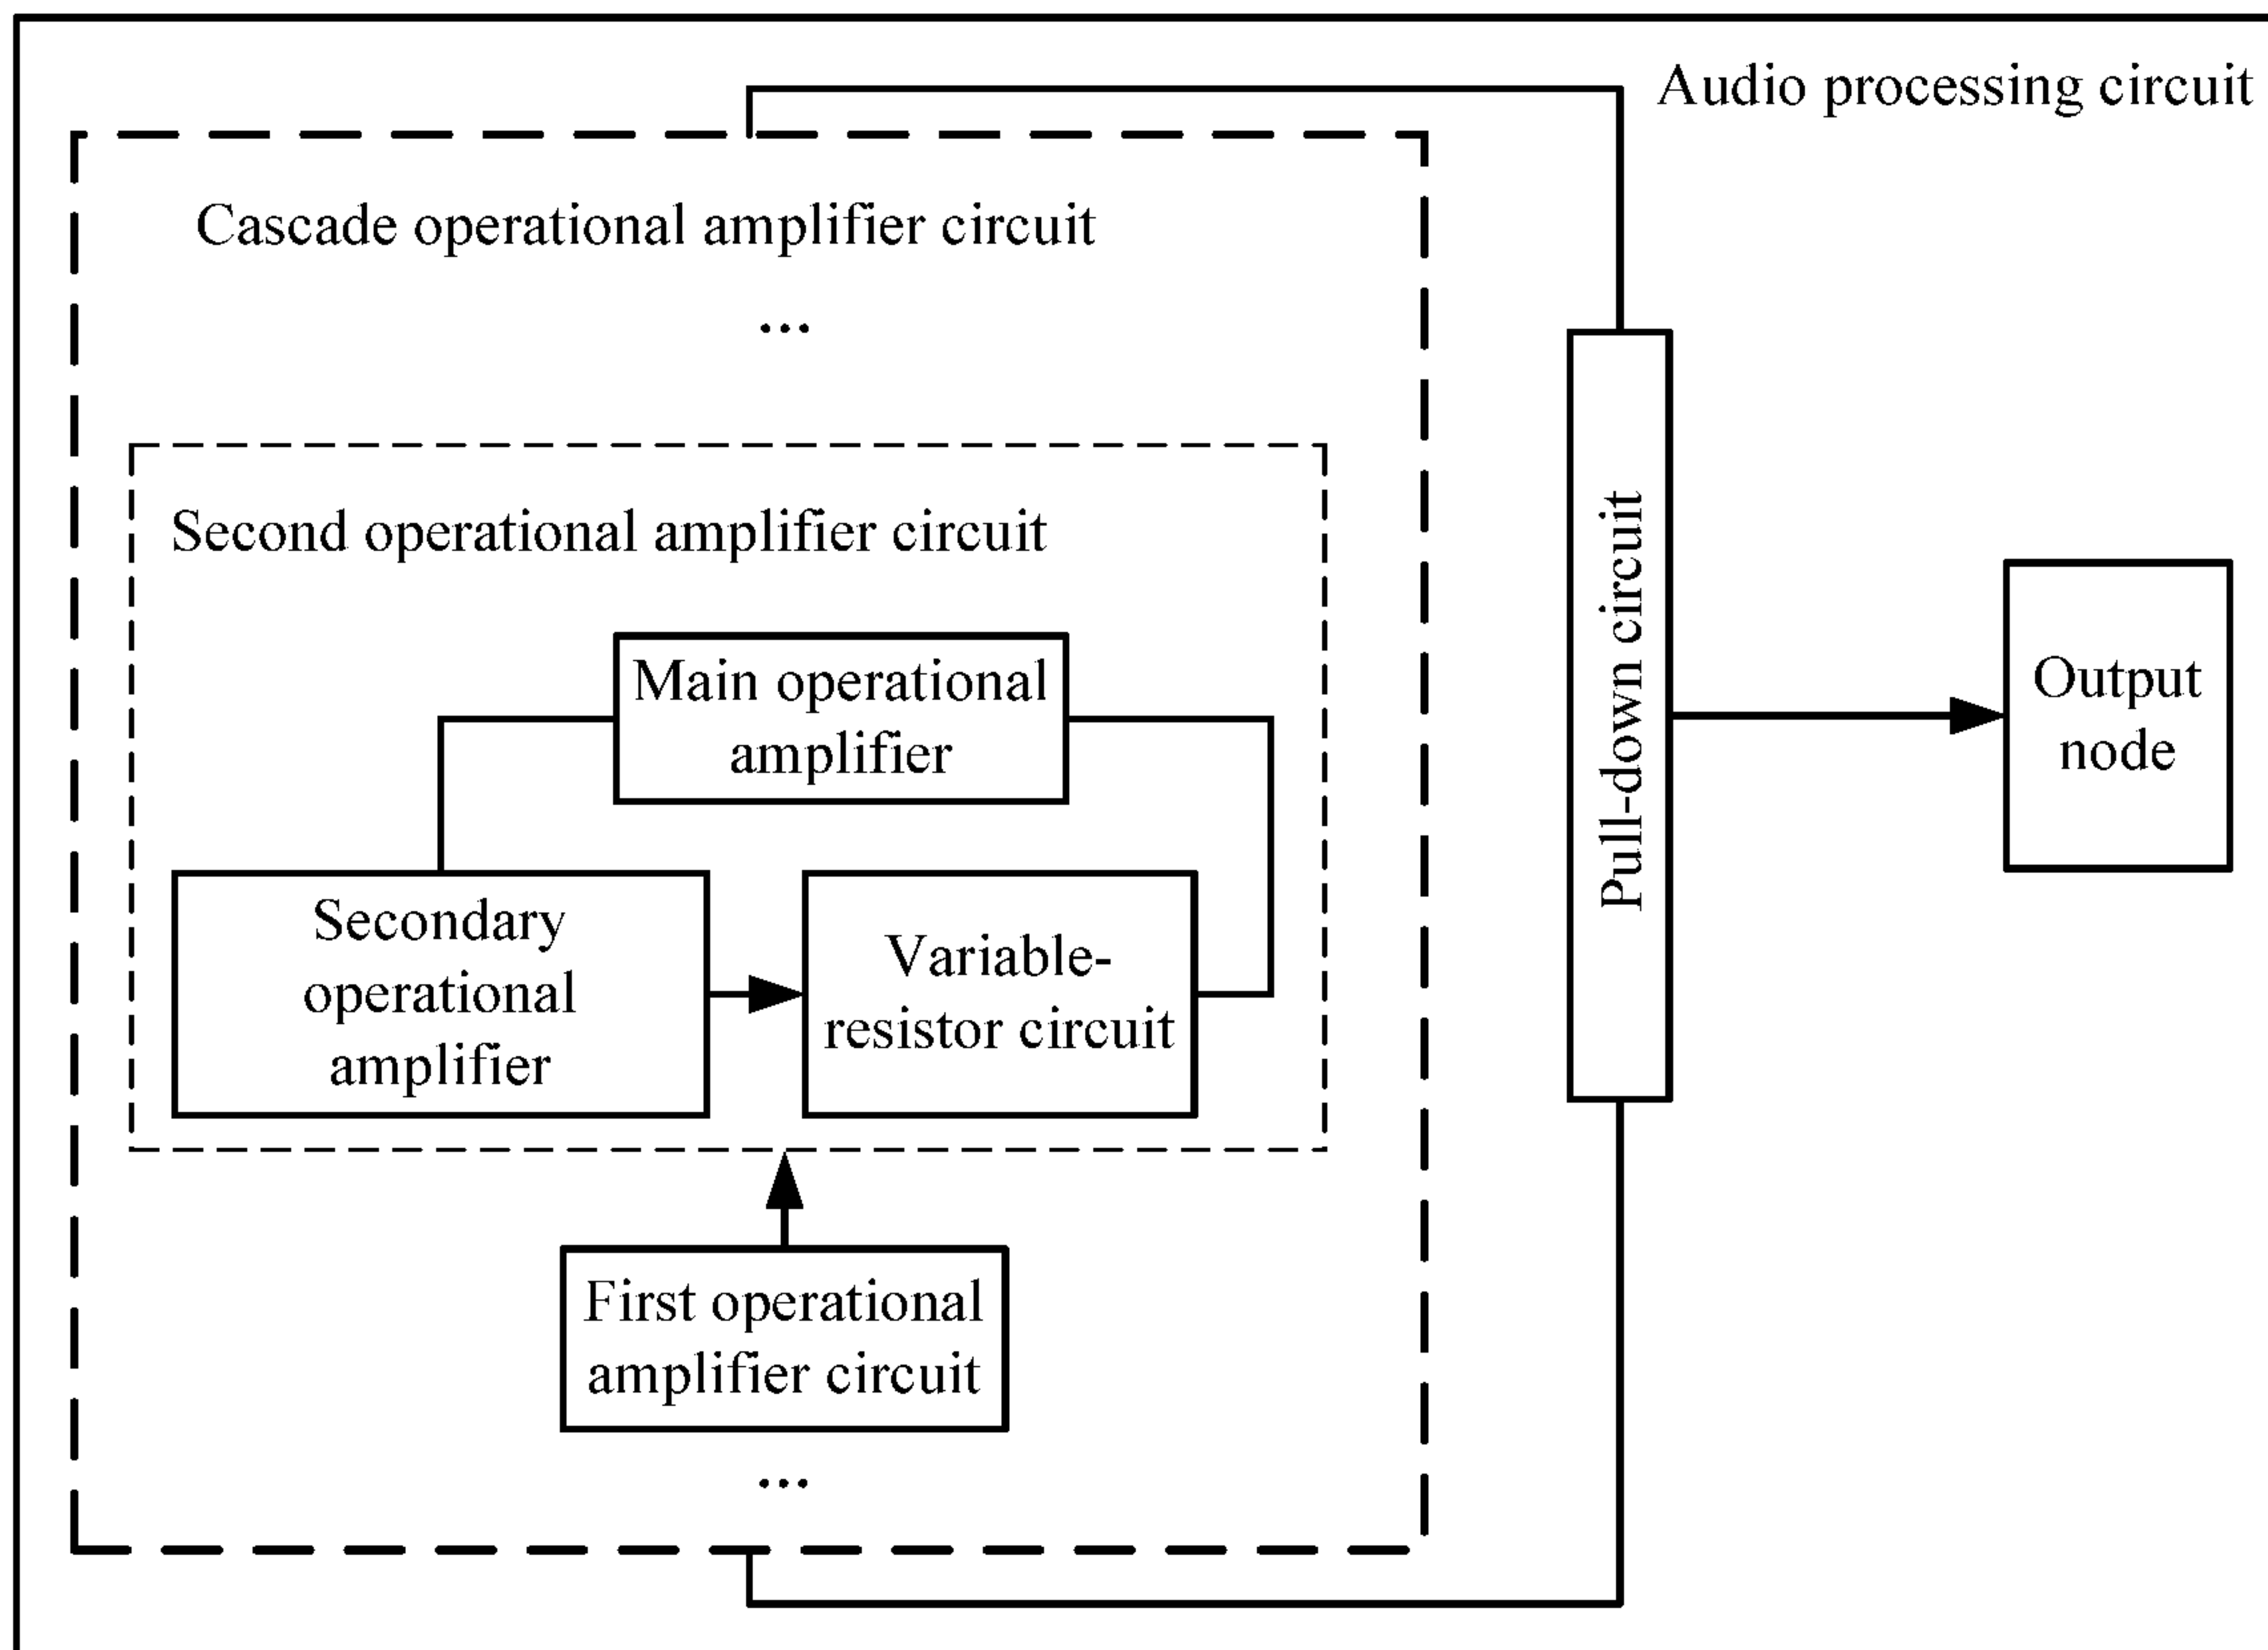 Audio processing circuit
Cascade operational amplifier circuit
...
Second operational amplifier circuit
Main operational
amplifier
Secondary
operational
amplifier
Variable-
resistor circuit
First operational
amplifier circuit
...
Pull-down circuit
Output
node